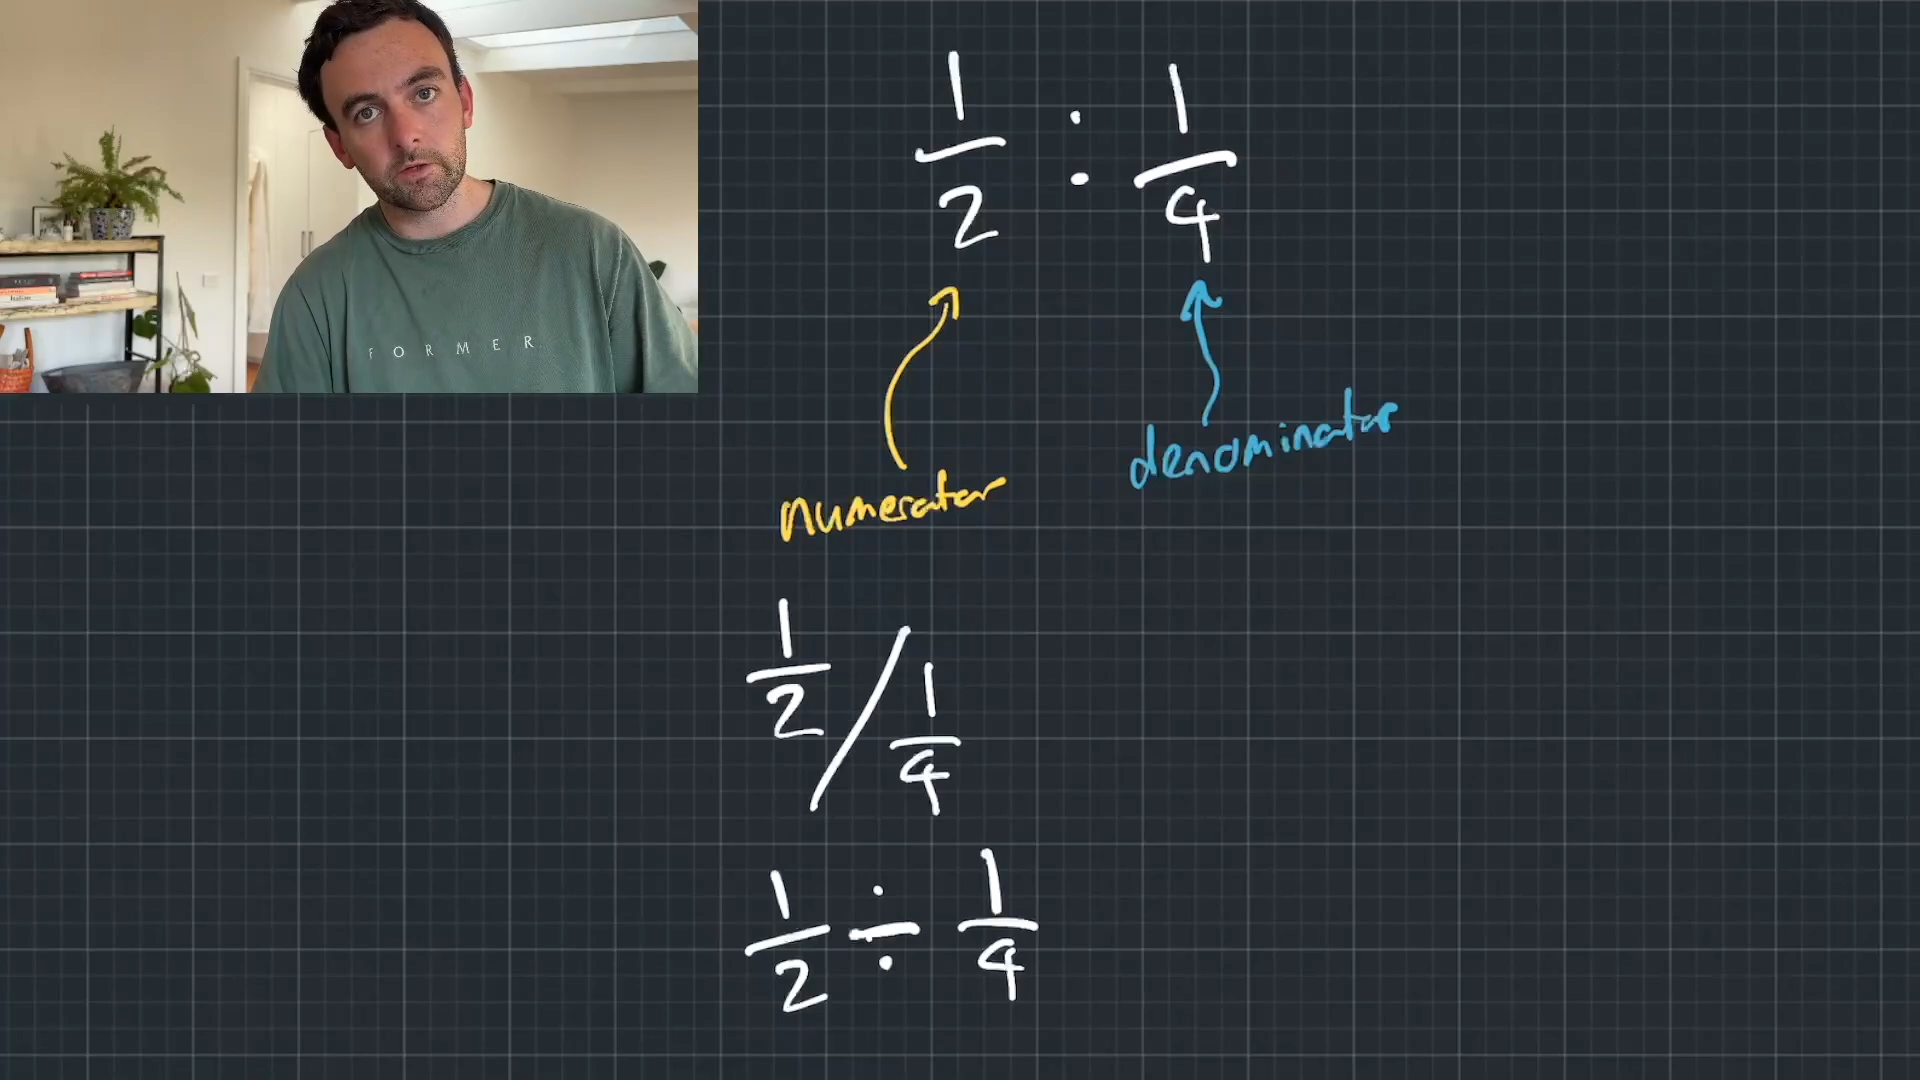 FORMER
1/2 : 1/4
numerator
denominator
1/2 / 1/4
1/2 ÷ 1/4